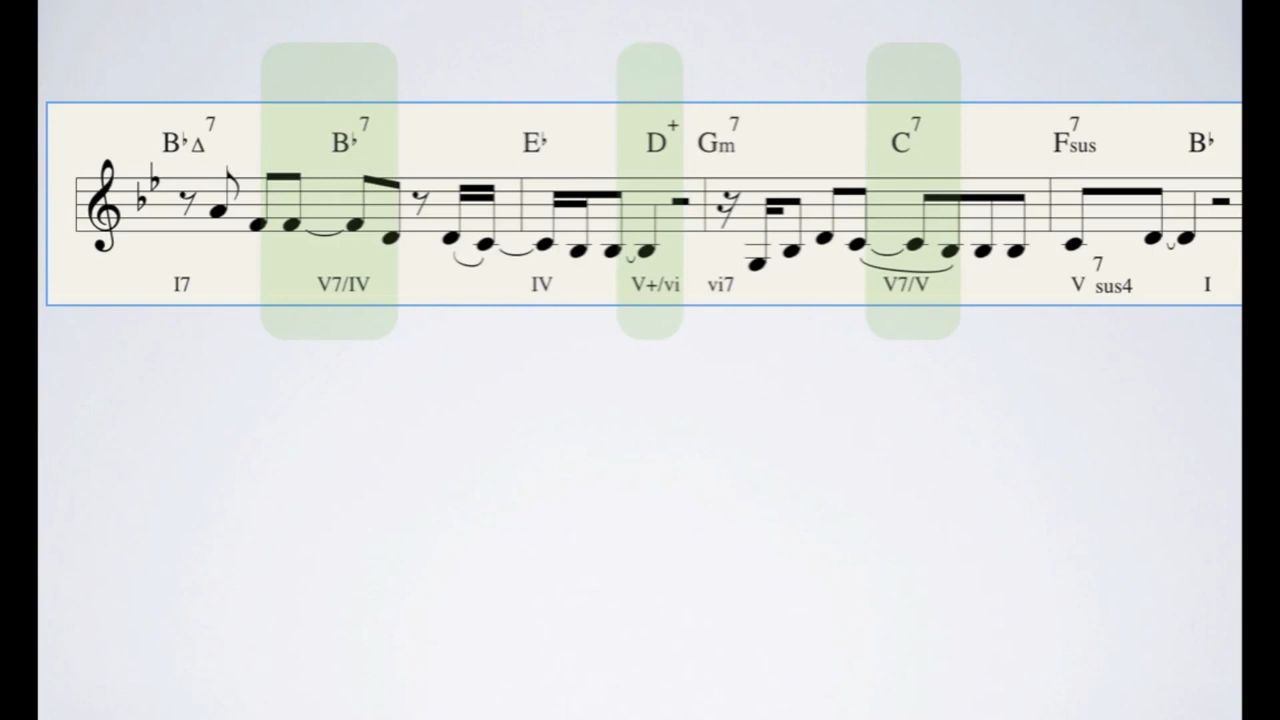 B♭Δ7 B♭7 E♭ D+ Gm7 C7 F7sus B♭
I7 V7/IV IV V+/vi vi7 V7/V V7sus4 I